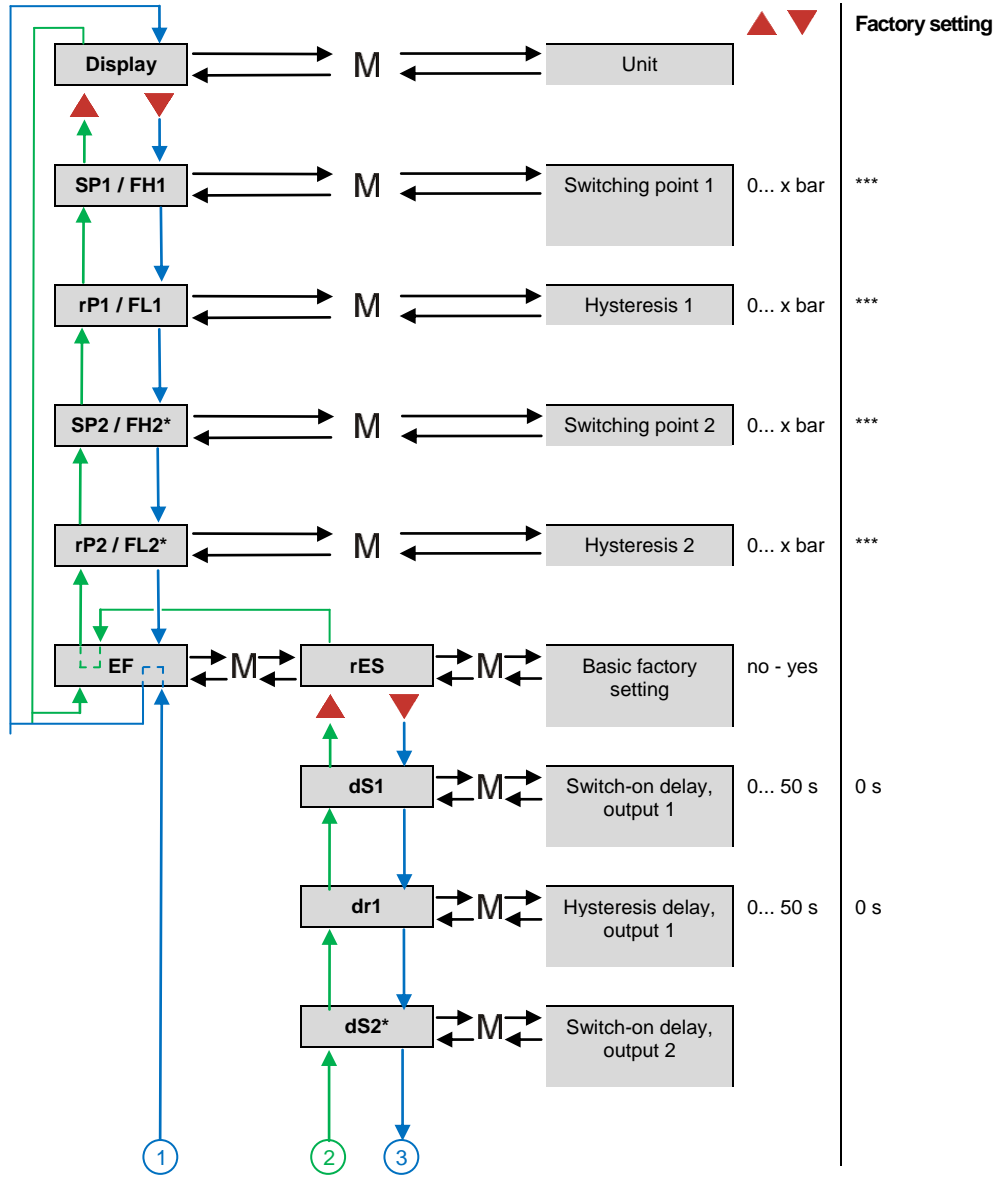 Factory setting
Display M Unit
SP1 / FH1 M Switching point 1 0... x bar ***
rP1 / FL1 M Hysteresis 1 0... x bar ***
SP2 / FH2* M Switching point 2 0... x bar ***
rP2 / FL2* M Hysteresis 2 0... x bar ***
EF M rES M Basic factory no - yes
setting
dS1 M Switch-on delay, 0... 50 s 0 s
output 1
dr1 M Hysteresis delay, 0... 50 s 0 s
output 1
dS2* M Switch-on delay,
output 2
1 2 3